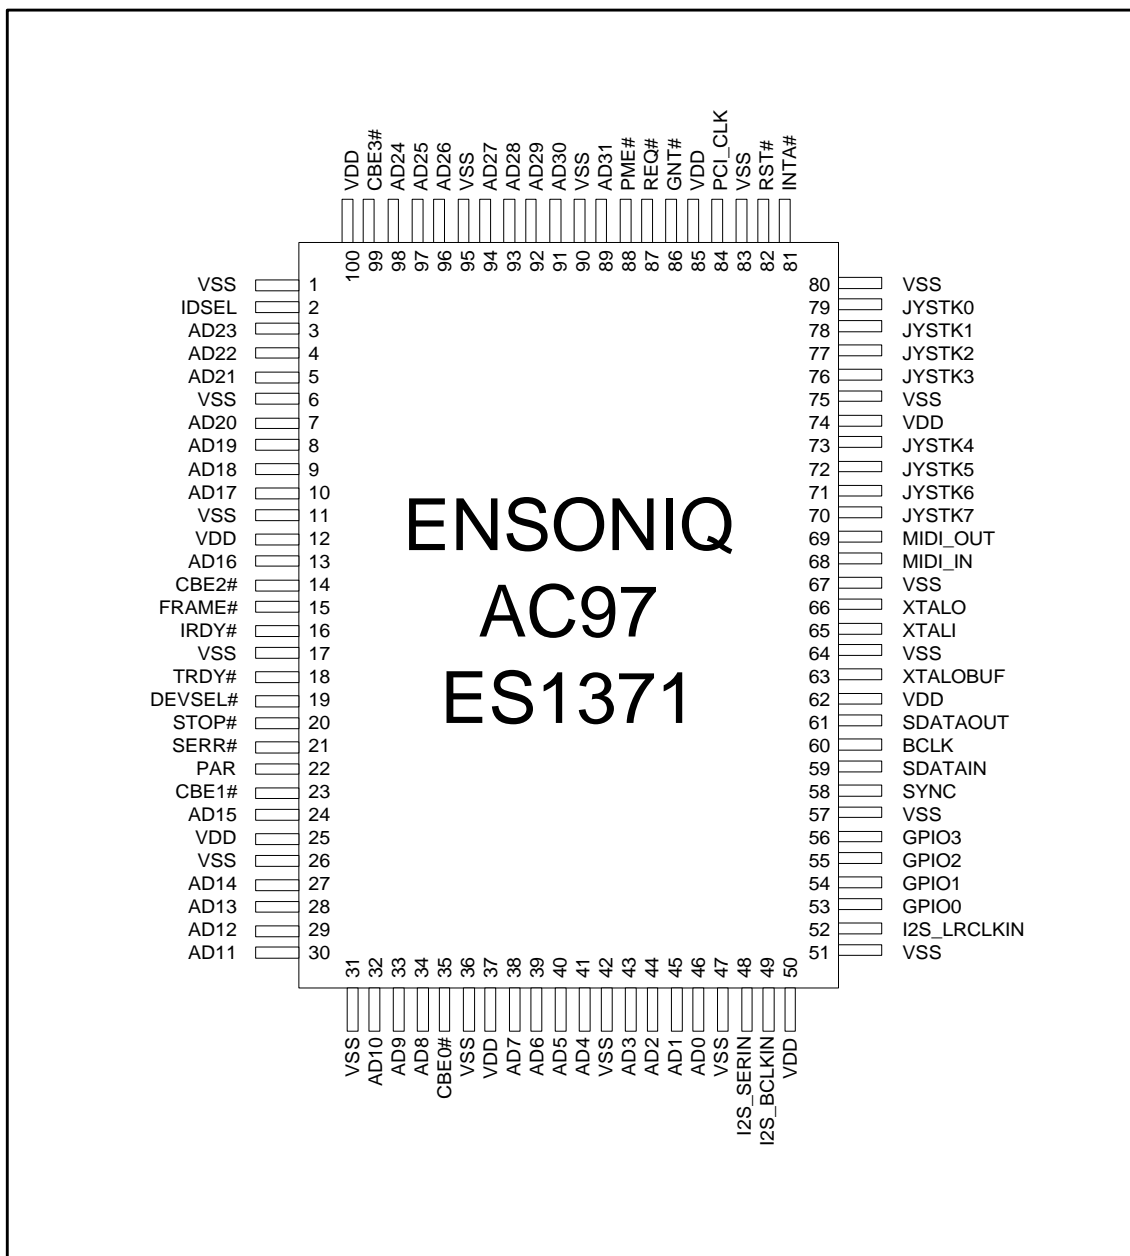 VDD
CBE3#
AD24
AD25
AD26
VSS
AD27
AD28
AD29
AD30
VSS
AD31
PME#
REQ#
GNT#
VDD
PCI_CLK
VSS
RST#
INTA#
100
99
98
97
96
95
94
93
92
91
90
89
88
87
86
85
84
83
82
81
VSS 1
IDSEL 2
AD23 3
AD22 4
AD21 5
VSS 6
AD20 7
AD19 8
AD18 9
AD17 10
VSS 11
VDD 12
AD16 13
CBE2# 14
FRAME# 15
IRDY# 16
VSS 17
TRDY# 18
DEVSEL# 19
STOP# 20
SERR# 21
PAR 22
CBE1# 23
AD15 24
VDD 25
VSS 26
AD14 27
AD13 28
AD12 29
AD11 30
ENSONIQ
AC97
ES1371
80 VSS
79 JYSTK0
78 JYSTK1
77 JYSTK2
76 JYSTK3
75 VSS
74 VDD
73 JYSTK4
72 JYSTK5
71 JYSTK6
70 JYSTK7
69 MIDI_OUT
68 MIDI_IN
67 VSS
66 XTALO
65 XTALI
64 VSS
63 XTALOBUF
62 VDD
61 SDATAOUT
60 BCLK
59 SDATAIN
58 SYNC
57 VSS
56 GPIO3
55 GPIO2
54 GPIO1
53 GPIO0
52 I2S_LRCLKIN
51 VSS
31
32
33
34
35
36
37
38
39
40
41
42
43
44
45
46
47
48
49
50
VSS
AD10
AD9
AD8
CBE0#
VSS
VDD
AD7
AD6
AD5
AD4
VSS
AD3
AD2
AD1
AD0
VSS
I2S_SERIN
I2S_BCLKIN
VDD